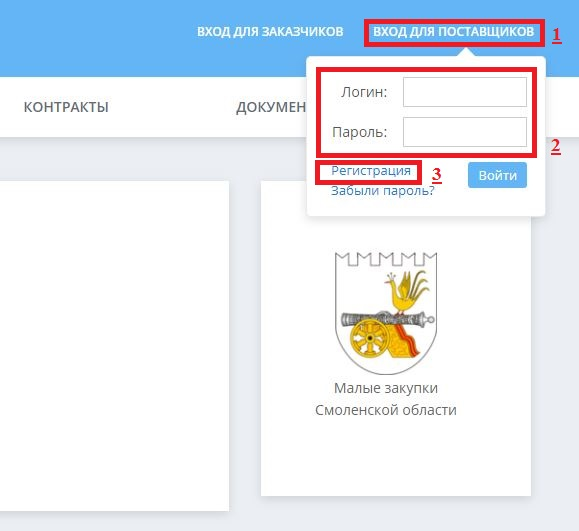 ВХОД ДЛЯ ЗАКАЗЧИКОВ ВХОД ДЛЯ ПОСТАВЩИКОВ 1
Логин:
КОНТРАКТЫ ДОКУМЕН
Пароль:
2
Регистрация 3 Войти
Забыли пароль?
Малые закупки
Смоленской области